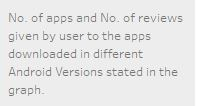 No. of apps and No. of reviews
given by user to the apps
downloaded in different
Android Versions stated in the
graph.